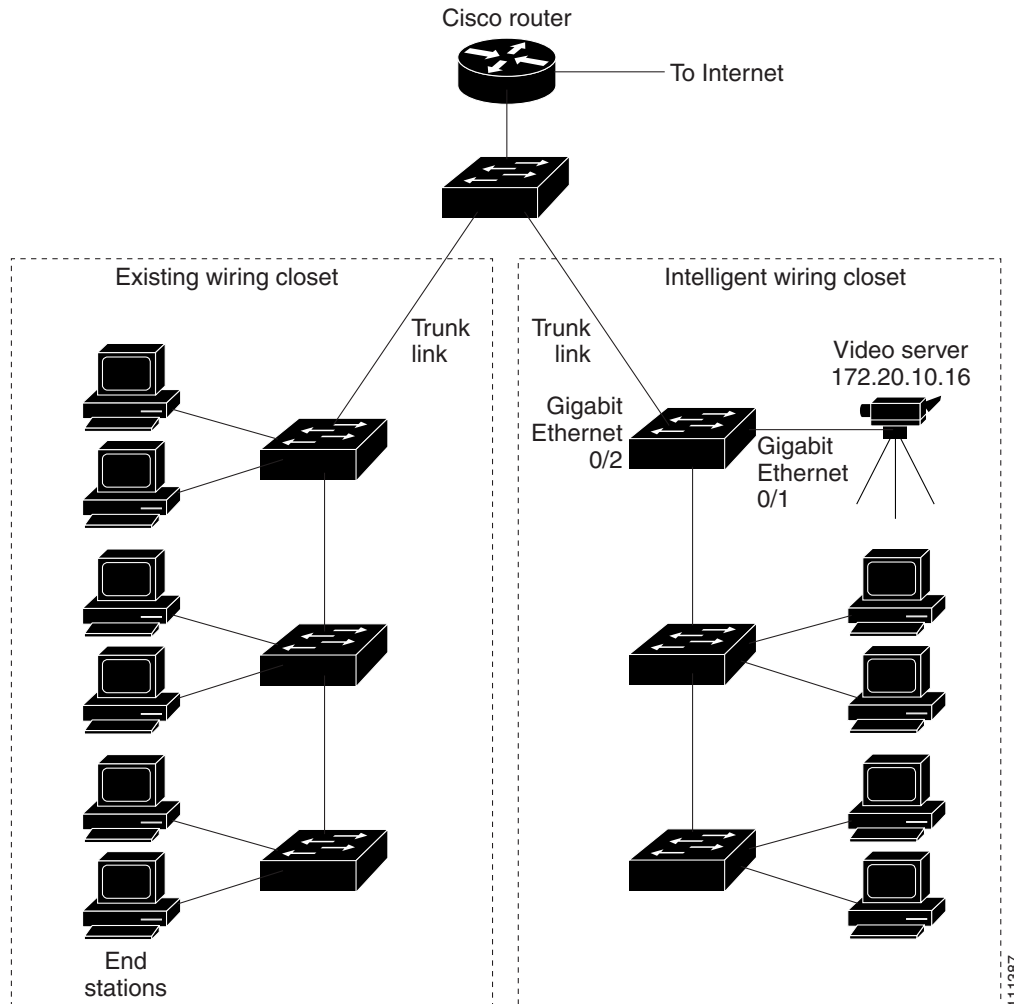 Cisco router
To Internet
Existing wiring closet
Intelligent wiring closet
Trunk
link
Trunk
link
Video server
172.20.10.16
Gigabit
Ethernet
0/2
Gigabit
Ethernet
0/1
End
stations